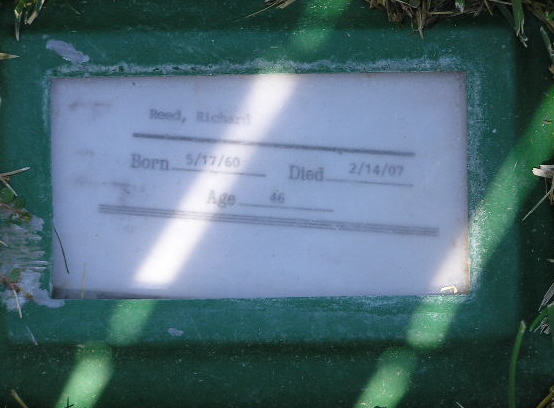 Reed, Richard
Born 5/17/60 Died 2/14/07
Age 46